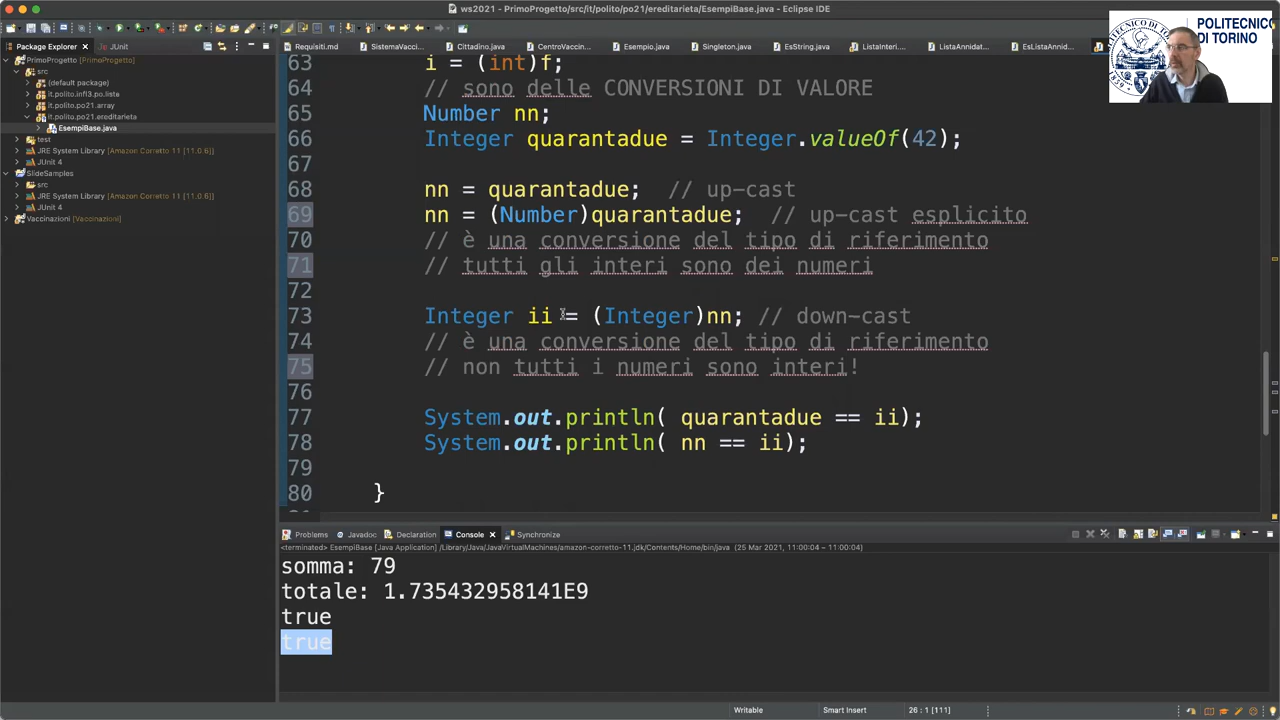 ws2021 - PrimoProgetto/src/it/polito/po21/ereditarieta/EsempiBase.java - Eclipse IDE
POLITECNICO
DI TORINO
Package Explorer
JUnit
Requisiti.md
SistemaVacci...
Cittadino.java
CentroVaccin...
Esempio.java
Singleton.java
EsString.java
ListaInteri....
ListaAnnidat...
EsListaAnnid...
PrimoProgetto [PrimoProgetto]
src
(default package)
it.polito.infi3.po.liste
it.polito.po21.array
it.polito.po21.ereditarieta
EsempiBase.java
test
JRE System Library [Amazon Corretto 11 [11.0.6]]
JUnit 4
SlideSamples
src
JRE System Library [Amazon Corretto 11 [11.0.6]]
JUnit 4
Vaccinazioni [Vaccinazioni]
63 i = (int)f;
64 // sono delle CONVERSIONI DI VALORE
65 Number nn;
66 Integer quarantadue = Integer.valueOf(42);
67
68 nn = quarantadue; // up-cast
69 nn = (Number)quarantadue; // up-cast esplicito
70 // è una conversione del tipo di riferimento
71 // tutti gli interi sono dei numeri
72
73 Integer ii = (Integer)nn; // down-cast
74 // è una conversione del tipo di riferimento
75 // non tutti i numeri sono interi!
76
77 System.out.println( quarantadue == ii);
78 System.out.println( nn == ii);
79
80 }
Problems
Javadoc
Declaration
Console
Synchronize
<terminated> EsempiBase [Java Application] /Library/Java/JavaVirtualMachines/amazon-corretto-11.jdk/Contents/Home/bin/java (25 Mar 2021, 11:00:04 – 11:00:04)
somma: 79
totale: 1.735432958141E9
true
true
Writable
Smart Insert
26 : 1 [111]